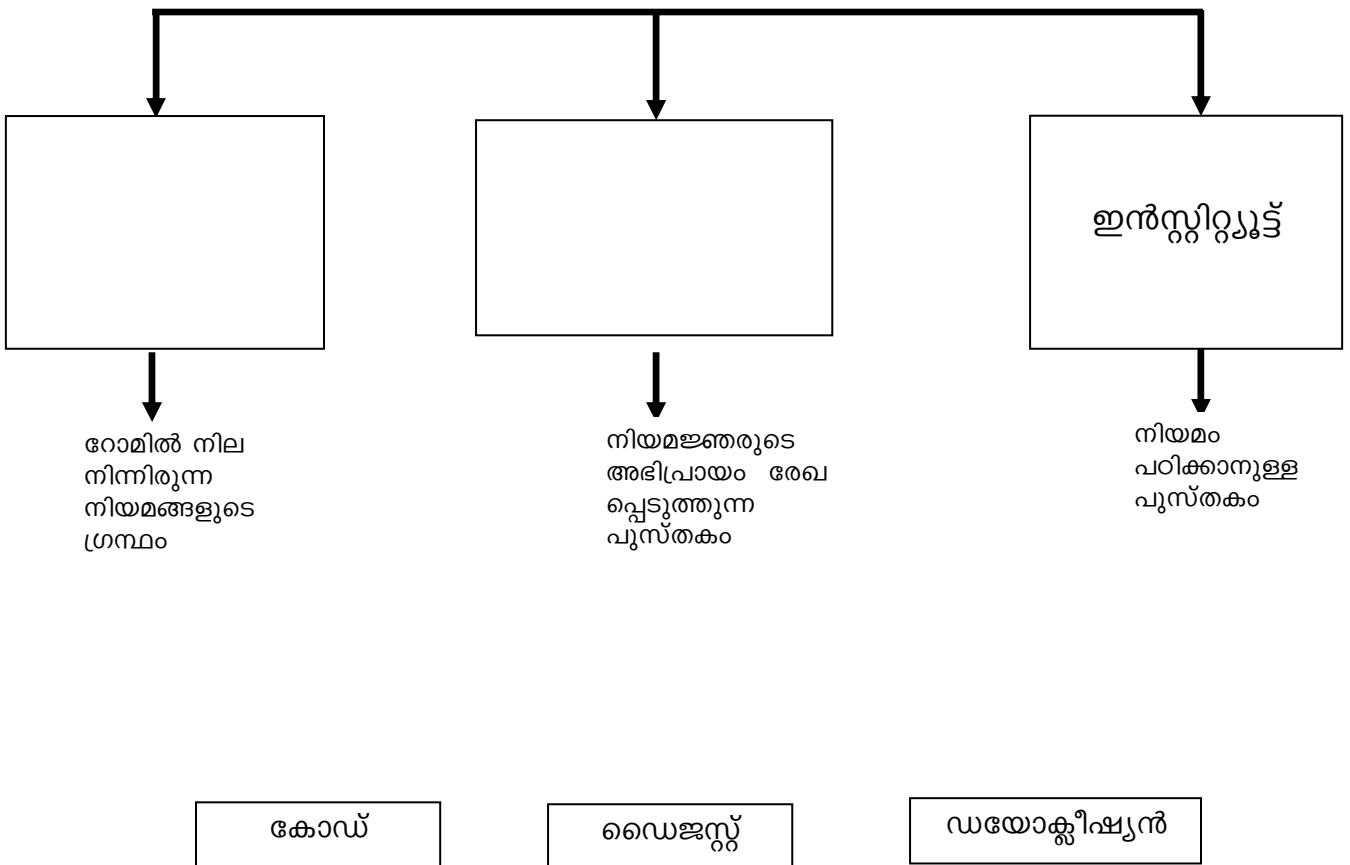 ഇൻസ്റ്റിറ്റ്യൂട്ട്
റോമിൽ നില
നിന്നിരുന്ന
നിയമങ്ങളുടെ
ഗ്രന്ഥം
നിയമജ്ഞരുടെ
അഭിപ്രായം രേഖ
പ്പെടുത്തുന്ന
പുസ്തകം
നിയമം
പഠിക്കാനുള്ള
പുസ്തകം
കോഡ്
ഡൈജസ്റ്റ്
ഡയോക്ലീഷ്യൻ